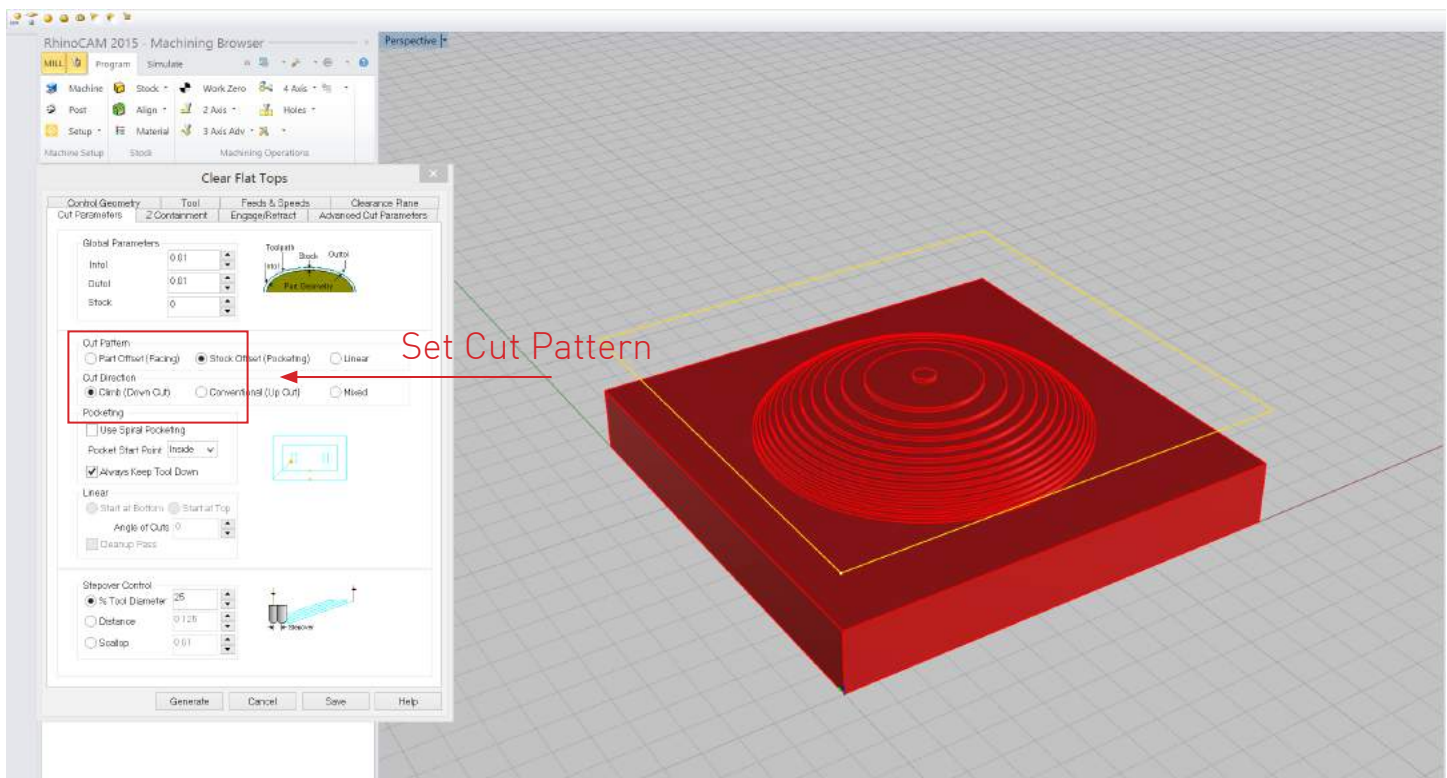 RhinoCAM 2015 - Machining Browser
Perspective
MILL Program Simulate
Machine Stock Work Zero 4 Axis
Post Align 2 Axis Holes
Setup Material 3 Axis Adv
Machine Setup Stock Machining Operations
Clear Flat Tops
Control Geometry Tool Feeds & Speeds Clearance Plane
Cut Parameters Z Containment Engage/Retract Advanced Cut Parameters
Global Parameters
Intol 0.01
Outol 0.01
Stock 0
Toolpath
Stock Outtol
Intol
Part Geometry
Set Cut Pattern
Cut Pattern
Part Offset (Facing) Stock Offset (Pocketing) Linear
Cut Direction
Climb (Down Cut) Conventional (Up Cut) Mixed
Pocketing
Use Spiral Pocketing
Pocket Start Point Inside
Always Keep Tool Down
Linear
Start at Bottom Start at Top
Angle of Cuts 0
Cleanup Pass
Stepover Control
% Tool Diameter 25
Distance 0.125
Scallop 0.01
Stepover
Generate Cancel Save Help